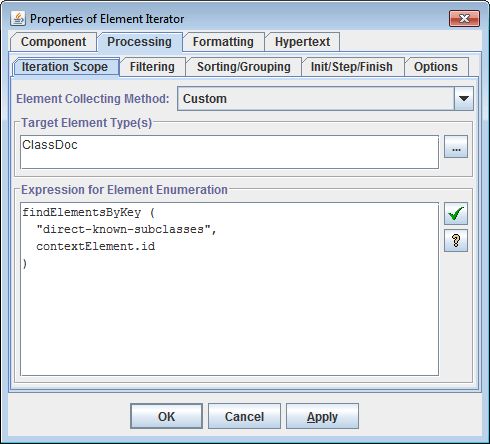 Properties of Element Iterator
Component Processing Formatting Hypertext
Iteration Scope Filtering Sorting/Grouping Init/Step/Finish Options
Element Collecting Method: Custom
Target Element Type(s)
ClassDoc
...
Expression for Element Enumeration
findElementsByKey (
"direct-known-subclasses",
contextElement.id
)
?
OK Cancel Apply